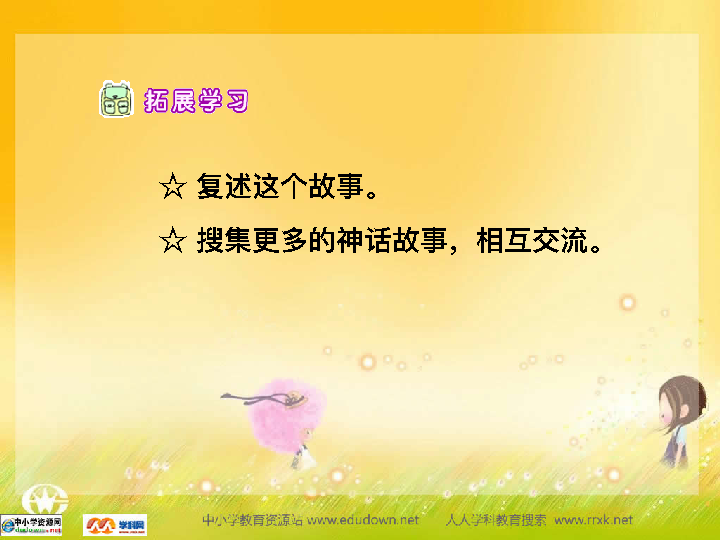 拓展学习
☆ 复述这个故事。
☆ 搜集更多的神话故事，相互交流。
中小学资源网 学科网 中小学教育资源站 www.edudown.net 人人学科教育搜索 www.rrxk.net